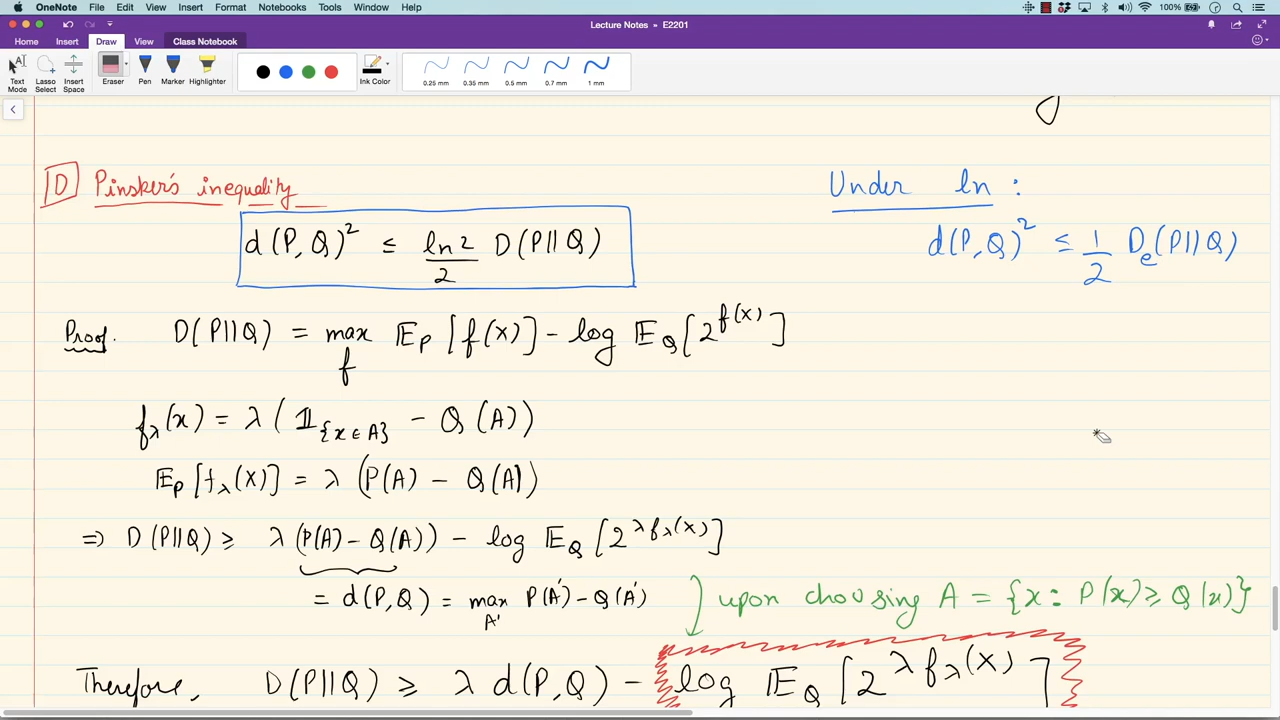 OneNote File Edit View Insert Format Notebooks Tools Window Help 100%
Lecture Notes » E2201
Home Insert Draw View Class Notebook
Text Mode Lasso Select Insert Space Eraser Pen Marker Highlighter Ink Color 0.25 mm 0.35 mm 0.5 mm 0.7 mm 1 mm
D Pinsker's inequality
d(P,Q)² ≤ ln2/2 D(P||Q)
Under ln :
d(P,Q)² ≤ 1/2 D_e(P||Q)
Proof. D(P||Q) = max_f 𝔼_P[f(x)] - log 𝔼_Q[2^{f(x)}]
f_λ(x) = λ(𝟙_{{x∈A}} - Q(A))
𝔼_P[f_λ(X)] = λ(P(A) - Q(A))
⇒ D(P||Q) ≥ λ(P(A) - Q(A)) - log 𝔼_Q[2^{λf_λ(X)}]
= d(P,Q) = max_{A'} P(A') - Q(A') upon choosing A = {x: P(x) ≥ Q(x)}
Therefore, D(P||Q) ≥ λ d(P,Q) - log 𝔼_Q[2^{λf_λ(X)}]